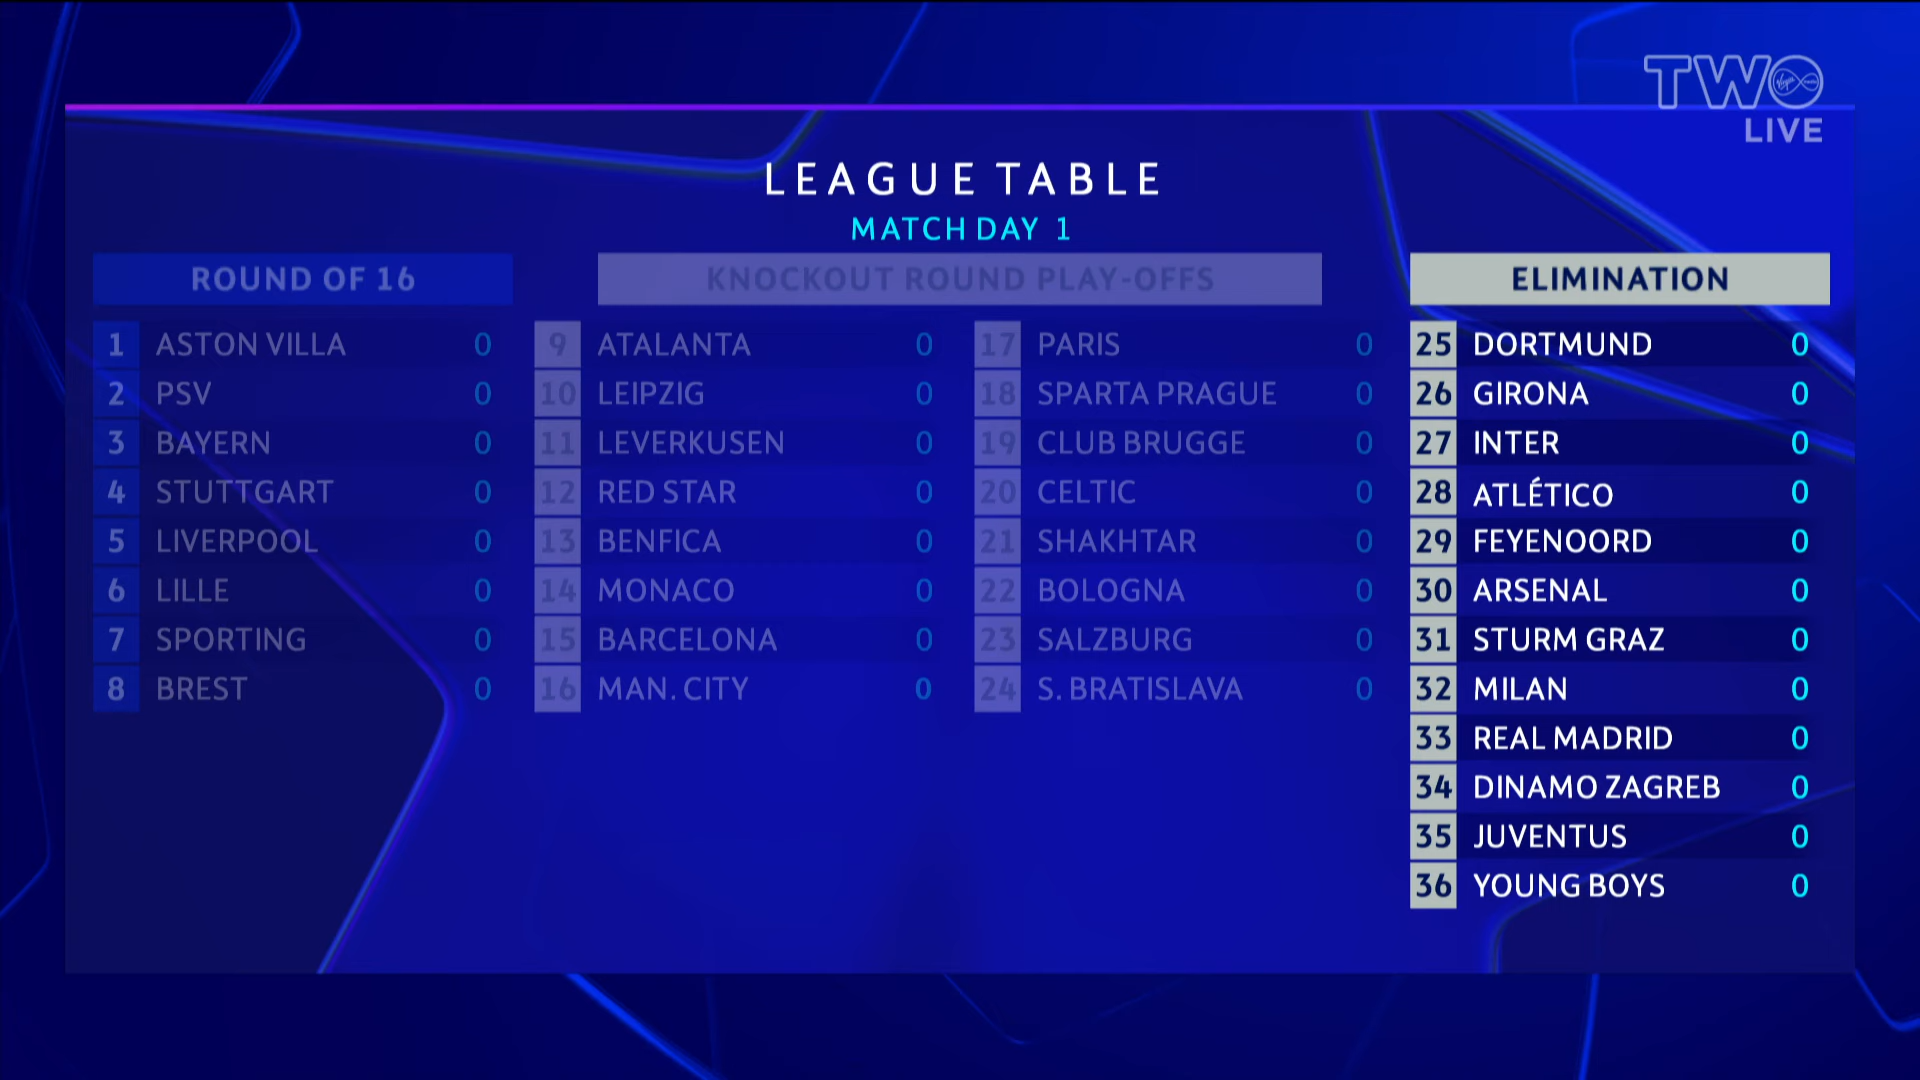 TWO
LIVE
LEAGUE TABLE
MATCH DAY 1
ROUND OF 16
1 ASTON VILLA 0
2 PSV 0
3 BAYERN 0
4 STUTTGART 0
5 LIVERPOOL 0
6 LILLE 0
7 SPORTING 0
8 BREST 0
KNOCKOUT ROUND PLAY-OFFS
9 ATALANTA 0
10 LEIPZIG 0
11 LEVERKUSEN 0
12 RED STAR 0
13 BENFICA 0
14 MONACO 0
15 BARCELONA 0
16 MAN. CITY 0
17 PARIS 0
18 SPARTA PRAGUE 0
19 CLUB BRUGGE 0
20 CELTIC 0
21 SHAKHTAR 0
22 BOLOGNA 0
23 SALZBURG 0
24 S. BRATISLAVA 0
ELIMINATION
25 DORTMUND 0
26 GIRONA 0
27 INTER 0
28 ATLÉTICO 0
29 FEYENOORD 0
30 ARSENAL 0
31 STURM GRAZ 0
32 MILAN 0
33 REAL MADRID 0
34 DINAMO ZAGREB 0
35 JUVENTUS 0
36 YOUNG BOYS 0